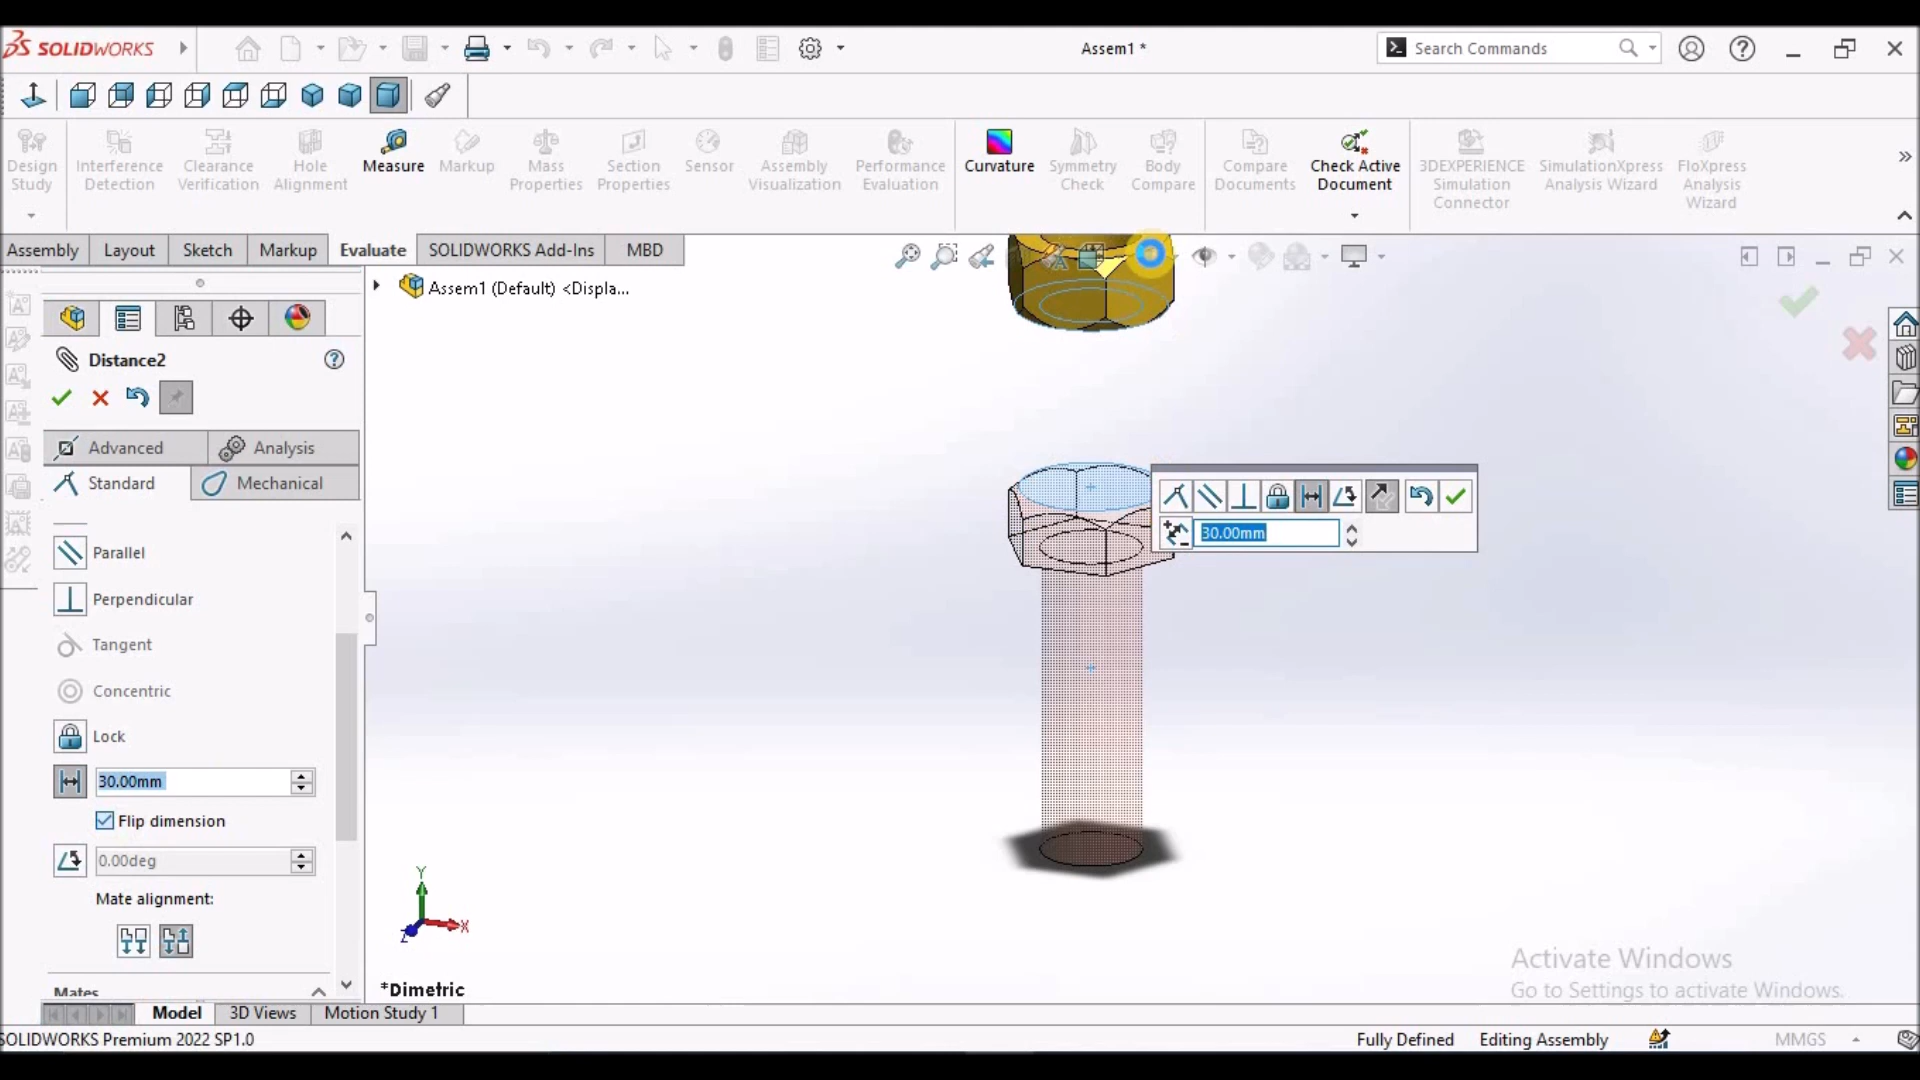 SOLIDWORKS
Assem1 *
Search Commands
Design Study
Interference Detection
Clearance Verification
Hole Alignment
Measure
Markup
Mass Properties
Section Properties
Sensor
Assembly Visualization
Performance Evaluation
Curvature
Symmetry Check
Body Compare
Compare Documents
Check Active Document
3DEXPERIENCE Simulation Connector
SimulationXpress Analysis Wizard
FloXpress Analysis Wizard
Assembly
Layout
Sketch
Markup
Evaluate
SOLIDWORKS Add-Ins
MBD
Assem1 (Default) <Displa...
Distance2
Advanced
Analysis
Standard
Mechanical
30.00mm
Parallel
Perpendicular
Tangent
Concentric
Lock
30.00mm
Flip dimension
0.00deg
Mate alignment:
Mates
Y
X
Z
*Dimetric
Activate Windows
Go to Settings to activate Windows.
Model
3D Views
Motion Study 1
SOLIDWORKS Premium 2022 SP1.0
Fully Defined
Editing Assembly
MMGS